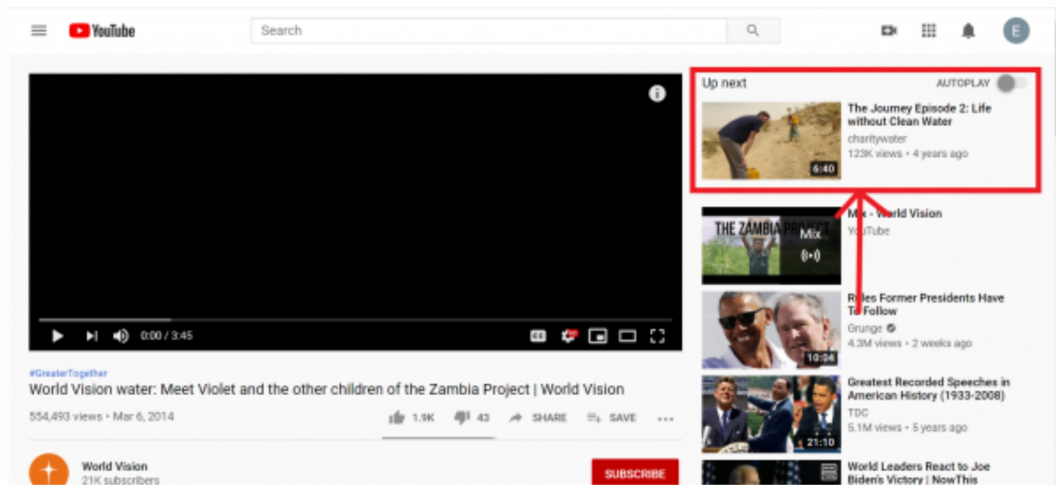 YouTube
Search
E
Up next
AUTOPLAY
The Journey Episode 2: Life
without Clean Water
charitywater
123K views • 4 years ago
6:40
THE ZAMBIA PROJECT
Mix
Mix - World Vision
YouTube
Rules Former Presidents Have
To Follow
Grunge
4.3M views • 2 weeks ago
10:04
Greatest Recorded Speeches in
American History (1933-2008)
TDC
5.1M views • 5 years ago
21:10
World Leaders React to Joe
Biden's Victory | NowThis
0:00 / 3:45
#GreaterTogether
World Vision water: Meet Violet and the other children of the Zambia Project | World Vision
554,493 views • Mar 6, 2014
1.9K
43
SHARE
SAVE
World Vision
21K subscribers
SUBSCRIBE